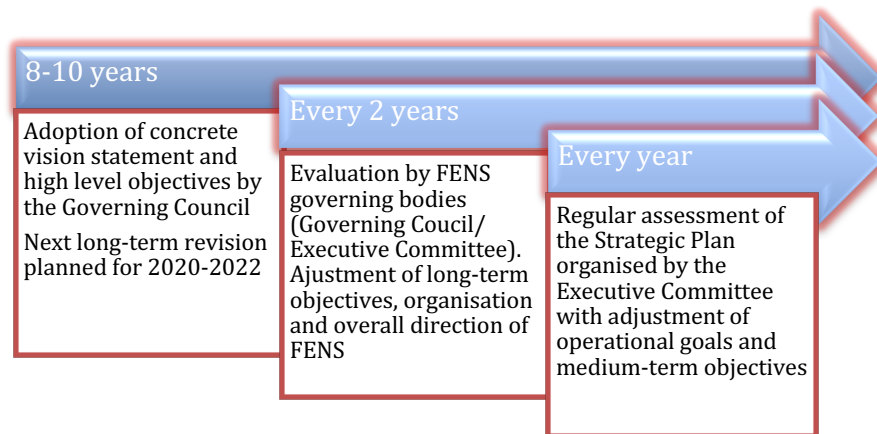 8-10 years
Adoption of concrete
vision statement and
high level objectives by
the Governing Council
Next long-term revision
planned for 2020-2022
Every 2 years
Evaluation by FENS
governing bodies
(Governing Coucil/
Executive Committee).
Ajustment of long-term
objectives, organisation
and overall direction of
FENS
Every year
Regular assessment of
the Strategic Plan
organised by the
Executive Committee
with adjustment of
operational goals and
medium-term objectives